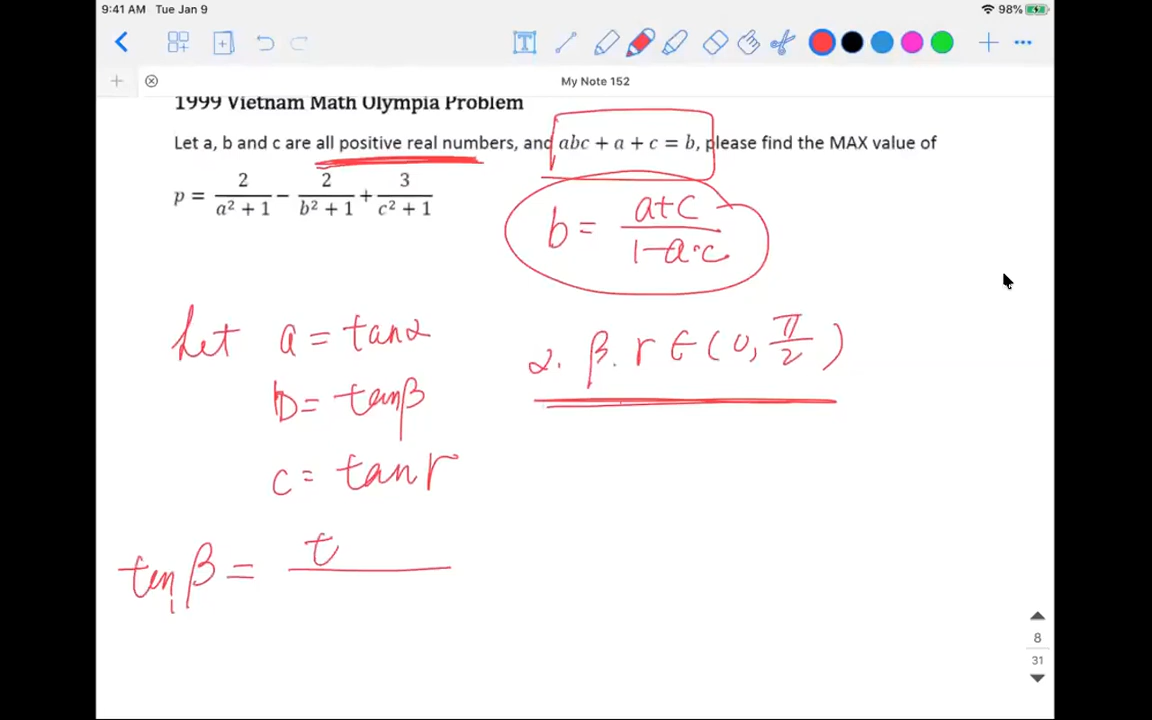 9:41 AM Tue Jan 9
98%
My Note 152
1999 Vietnam Math Olympia Problem
Let a, b and c are all positive real numbers, and abc + a + c = b, please find the MAX value of
p = 2/(a² + 1) − 2/(b² + 1) + 3/(c² + 1)
b = (a+c)/(1-a·c)
Let a = tanα
α. β. r ∈ (0, π/2)
b = tanβ
c = tan r
tanβ = t
8
31